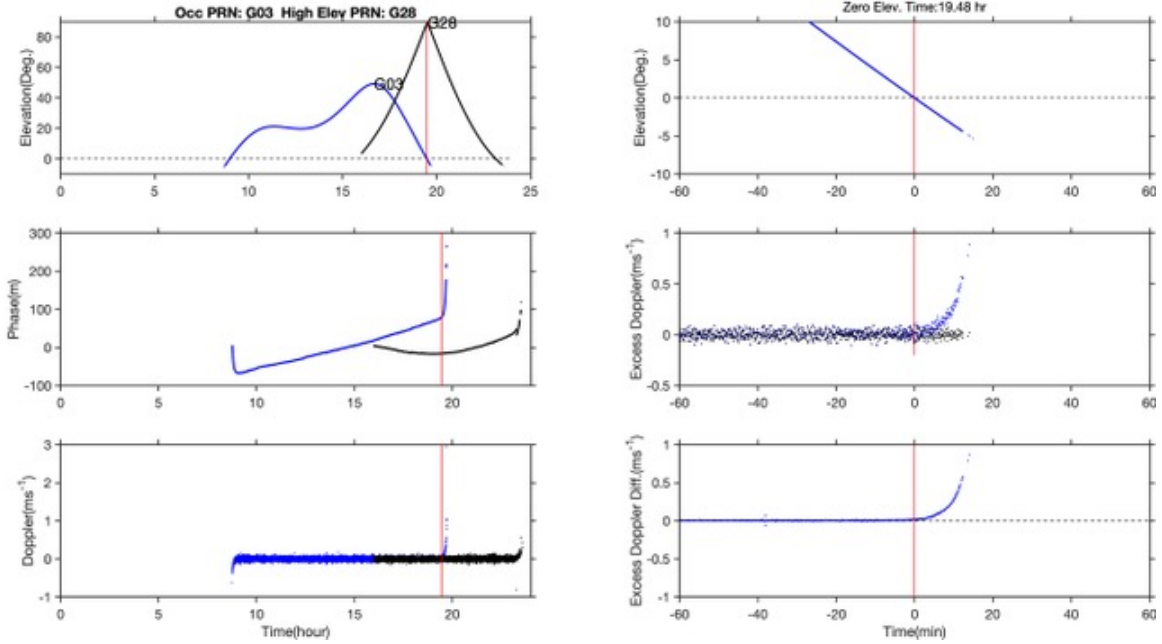 Occ PRN: G03 High Elev PRN: G28
Elevation(Deg.)
80
60
40
20
0
G28
G03
0 5 10 15 20 25
Zero Elev. Time:19.48 hr
Elevation(Deg.)
10
5
0
-5
-10
-60 -40 -20 0 20 40 60
Phase(m)
300
200
100
0
-100
0 5 10 15 20
Excess Doppler(ms⁻¹)
1
0.5
0
-0.5
-60 -40 -20 0 20 40 60
Doppler(ms⁻¹)
3
2
1
0
-1
0 5 10 15 20
Time(hour)
Excess Doppler Diff.(ms⁻¹)
1
0.5
0
-0.5
-1
-60 -40 -20 0 20 40 60
Time(min)